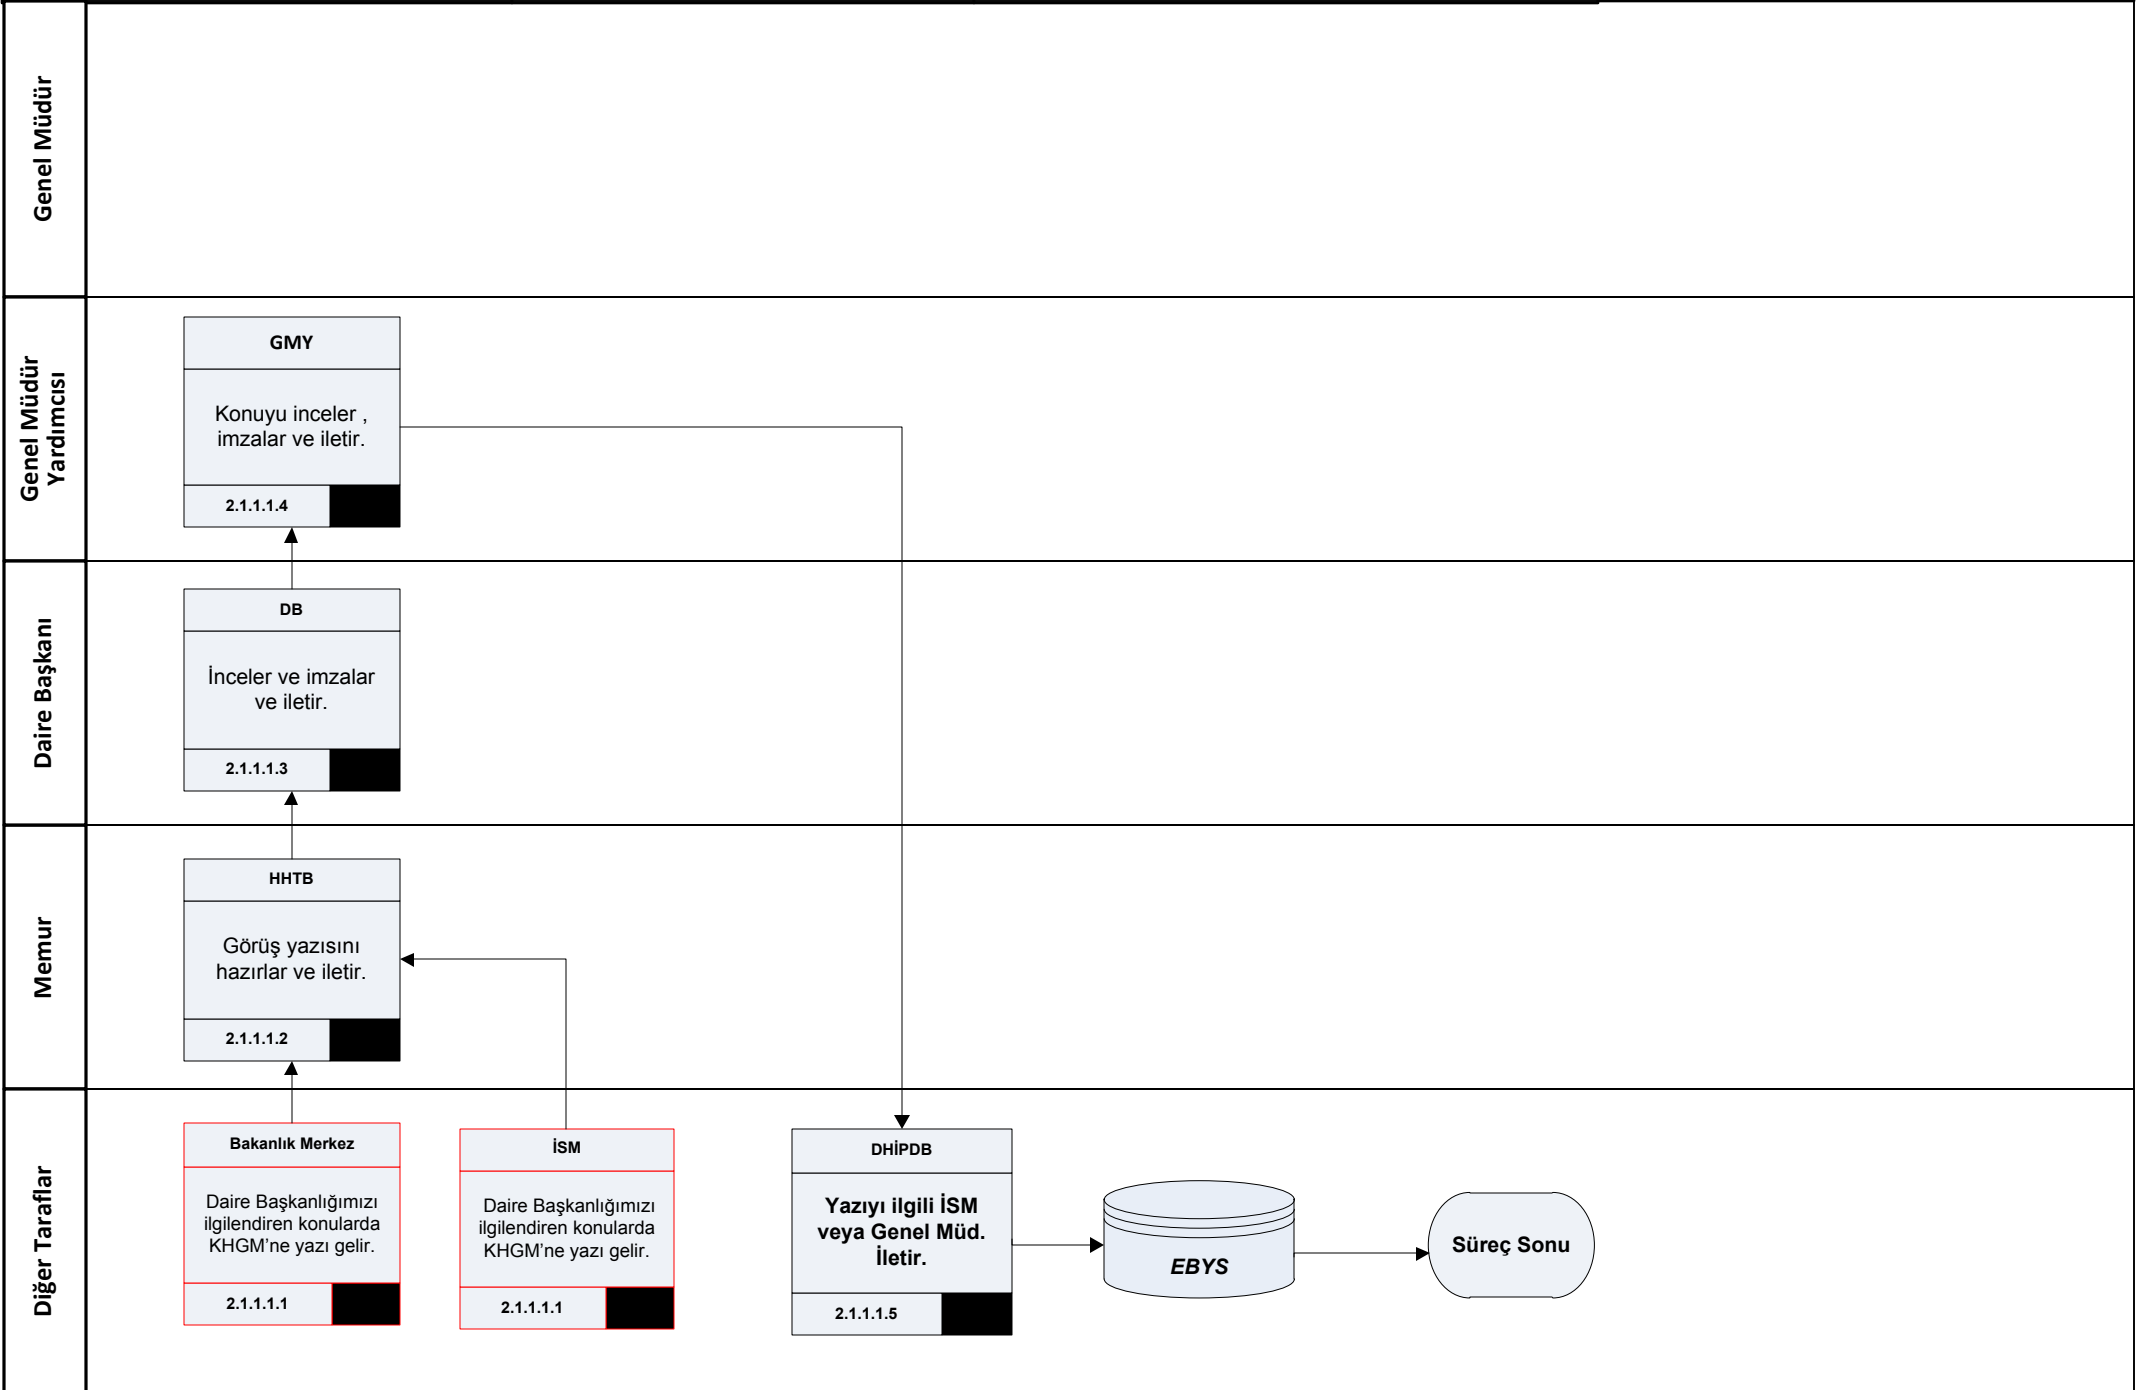 Genel Müdür
Genel Müdür
Yardımcısı
GMY
Konuyu inceler ,
imzalar ve iletir.
2.1.1.1.4
Daire Başkanı
DB
İnceler ve imzalar
ve iletir.
2.1.1.1.3
Memur
HHTB
Görüş yazısını
hazırlar ve iletir.
2.1.1.1.2
Diğer Taraflar
Bakanlık Merkez
Daire Başkanlığımızı
ilgilendiren konularda
KHGM’ne yazı gelir.
2.1.1.1.1
İSM
Daire Başkanlığımızı
ilgilendiren konularda
KHGM’ne yazı gelir.
2.1.1.1.1
DHİPDB
Yazıyı ilgili İSM
veya Genel Müd.
İletir.
2.1.1.1.5
EBYS
Süreç Sonu